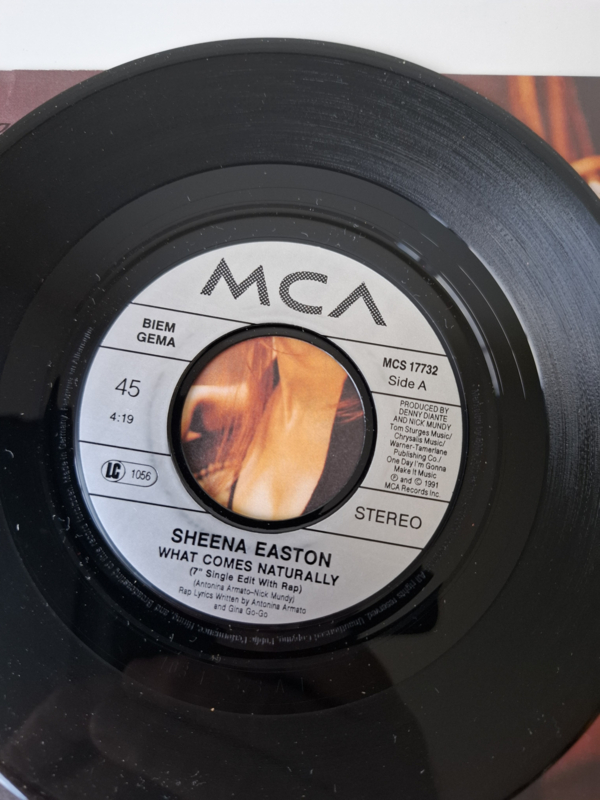 MCA
BIEM
GEMA
45
4:19
LC 1056
MCS 17732
Side A
PRODUCED BY
DENNY DIANTE
AND NICK MUNDY
Tom Sturges Music/
Chrysalis Music/
Warner-Tamerlane
Publishing Co./
One Day I'm Gonna
Make It Music
℗ and © 1991
MCA Records Inc.
STEREO
SHEENA EASTON
WHAT COMES NATURALLY
(7" Single Edit With Rap)
(Antonina Armato-Nick Mundy)
Rap Lyrics Written by Antonina Armato
and Gina Go-Go